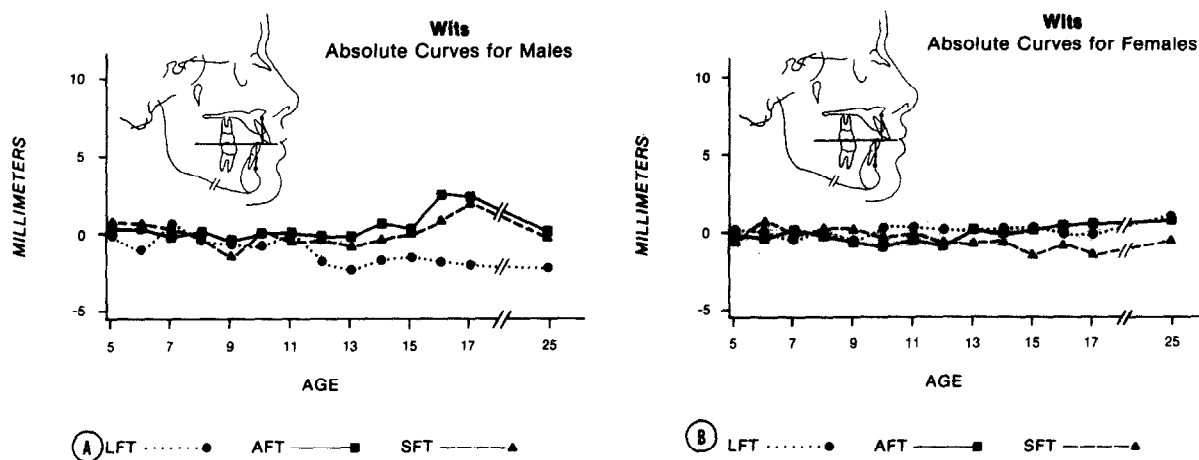 Wits
Absolute Curves for Males
10
5
0
-5
MILLIMETERS
5 7 9 11 13 15 17 25
AGE
A LFT AFT SFT
Wits
Absolute Curves for Females
10
5
0
-5
MILLIMETERS
5 7 9 11 13 15 17 25
AGE
B LFT AFT SFT